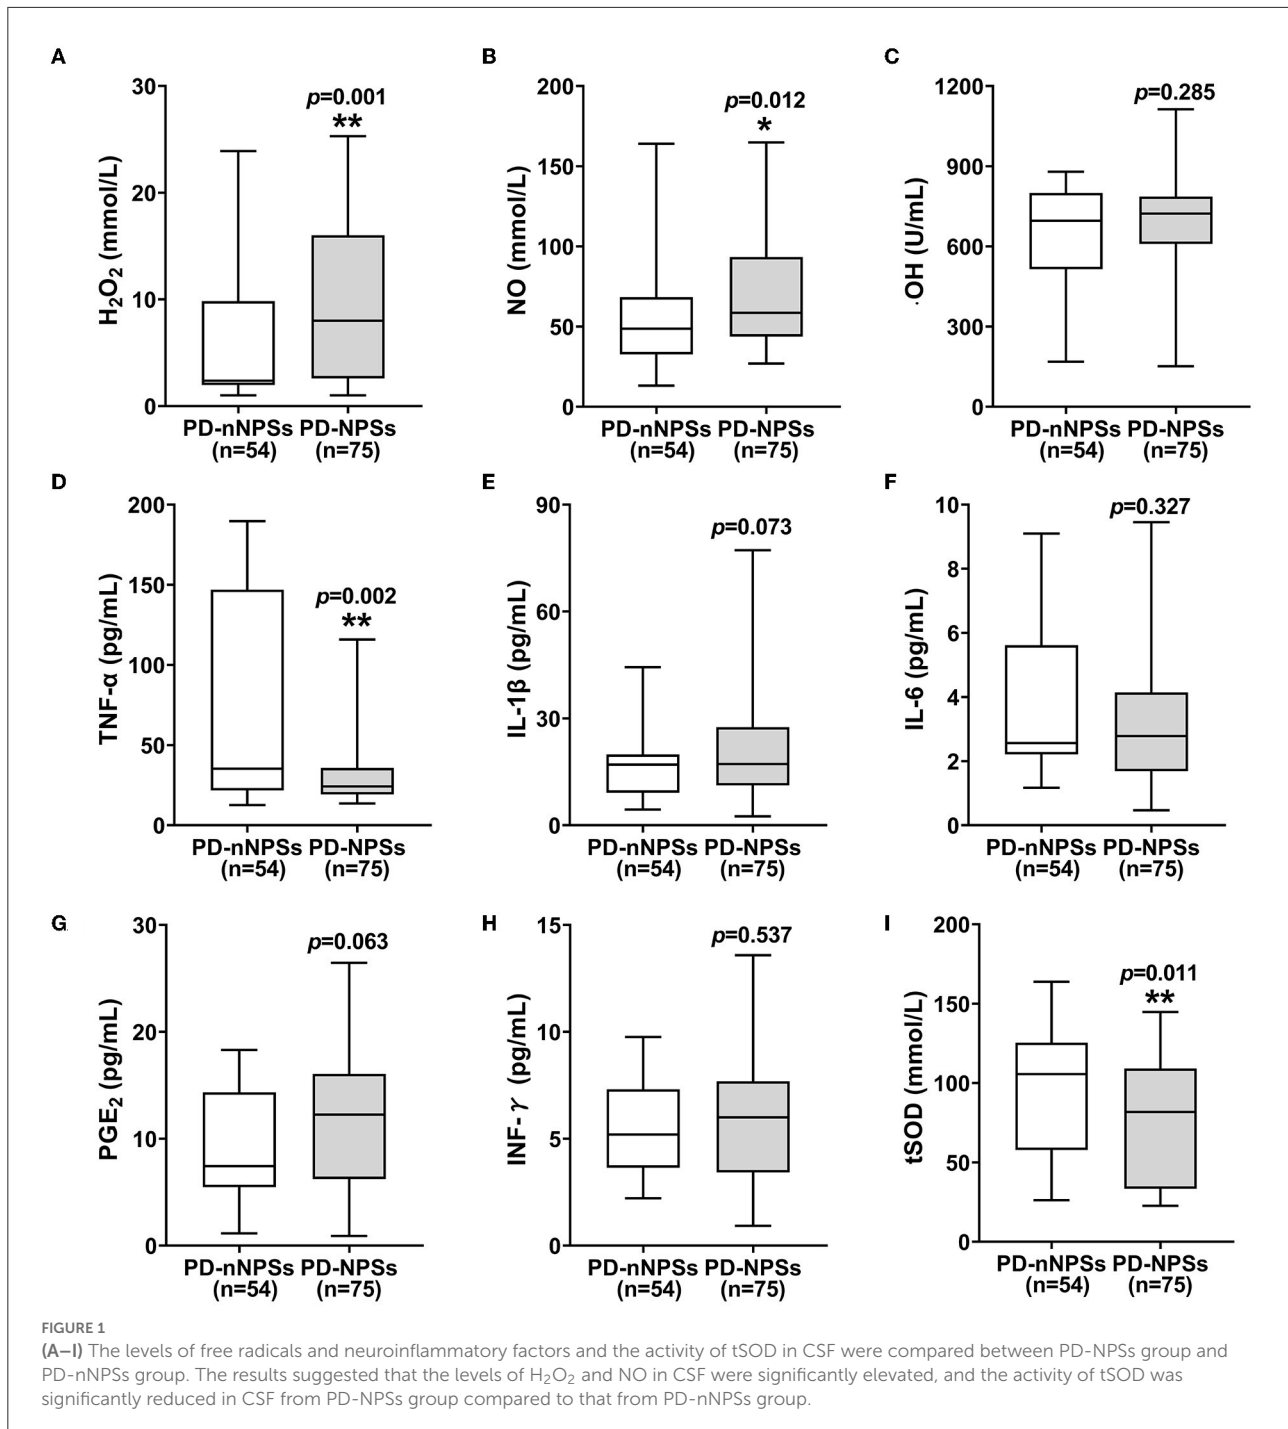 A
30
20
10
0
H₂O₂ (mmol/L)
p=0.001
**
PD-nNPSs PD-NPSs
(n=54) (n=75)
B
200
150
100
50
0
NO (mmol/L)
p=0.012
*
PD-nNPSs PD-NPSs
(n=54) (n=75)
C
1200
900
600
300
0
·OH (U/mL)
p=0.285
PD-nNPSs PD-NPSs
(n=54) (n=75)
D
200
150
100
50
0
TNF-α (pg/mL)
p=0.002
**
PD-nNPSs PD-NPSs
(n=54) (n=75)
E
90
60
30
0
IL-1β (pg/mL)
p=0.073
PD-nNPSs PD-NPSs
(n=54) (n=75)
F
10
8
6
4
2
0
IL-6 (pg/mL)
p=0.327
PD-nNPSs PD-NPSs
(n=54) (n=75)
G
30
20
10
0
PGE₂ (pg/mL)
p=0.063
PD-nNPSs PD-NPSs
(n=54) (n=75)
H
15
10
5
0
INF-γ (pg/mL)
p=0.537
PD-nNPSs PD-NPSs
(n=54) (n=75)
I
200
150
100
50
0
tSOD (mmol/L)
p=0.011
**
PD-nNPSs PD-NPSs
(n=54) (n=75)
FIGURE 1
(A–I) The levels of free radicals and neuroinflammatory factors and the activity of tSOD in CSF were compared between PD-NPSs group and
PD-nNPSs group. The results suggested that the levels of H₂O₂ and NO in CSF were significantly elevated, and the activity of tSOD was
significantly reduced in CSF from PD-NPSs group compared to that from PD-nNPSs group.